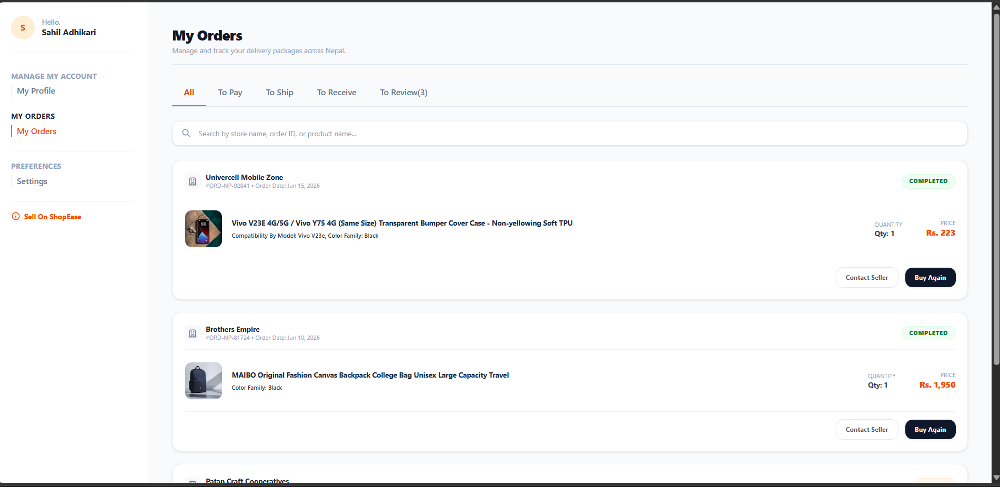 S
Hello,
Sahil Adhikari
MANAGE MY ACCOUNT
My Profile
MY ORDERS
My Orders
PREFERENCES
Settings
Sell On ShopEase
My Orders
Manage and track your delivery packages across Nepal.
All
To Pay
To Ship
To Receive
To Review(3)
Search by store name, order ID, or product name...
Univercell Mobile Zone
#ORD-NP-92841 • Order Date: Jun 15, 2026
COMPLETED
Vivo V23E 4G/5G / Vivo Y75 4G (Same Size) Transparent Bumper Cover Case - Non-yellowing Soft TPU
Compatibility By Model: Vivo V23e, Color Family: Black
QUANTITY
Qty: 1
PRICE
Rs. 223
Contact Seller
Buy Again
Brothers Empire
#ORD-NP-81724 • Order Date: Jun 10, 2026
COMPLETED
MAIBO Original Fashion Canvas Backpack College Bag Unisex Large Capacity Travel
Color Family: Black
QUANTITY
Qty: 1
PRICE
Rs. 1,950
Contact Seller
Buy Again
Patan Craft Cooperatives